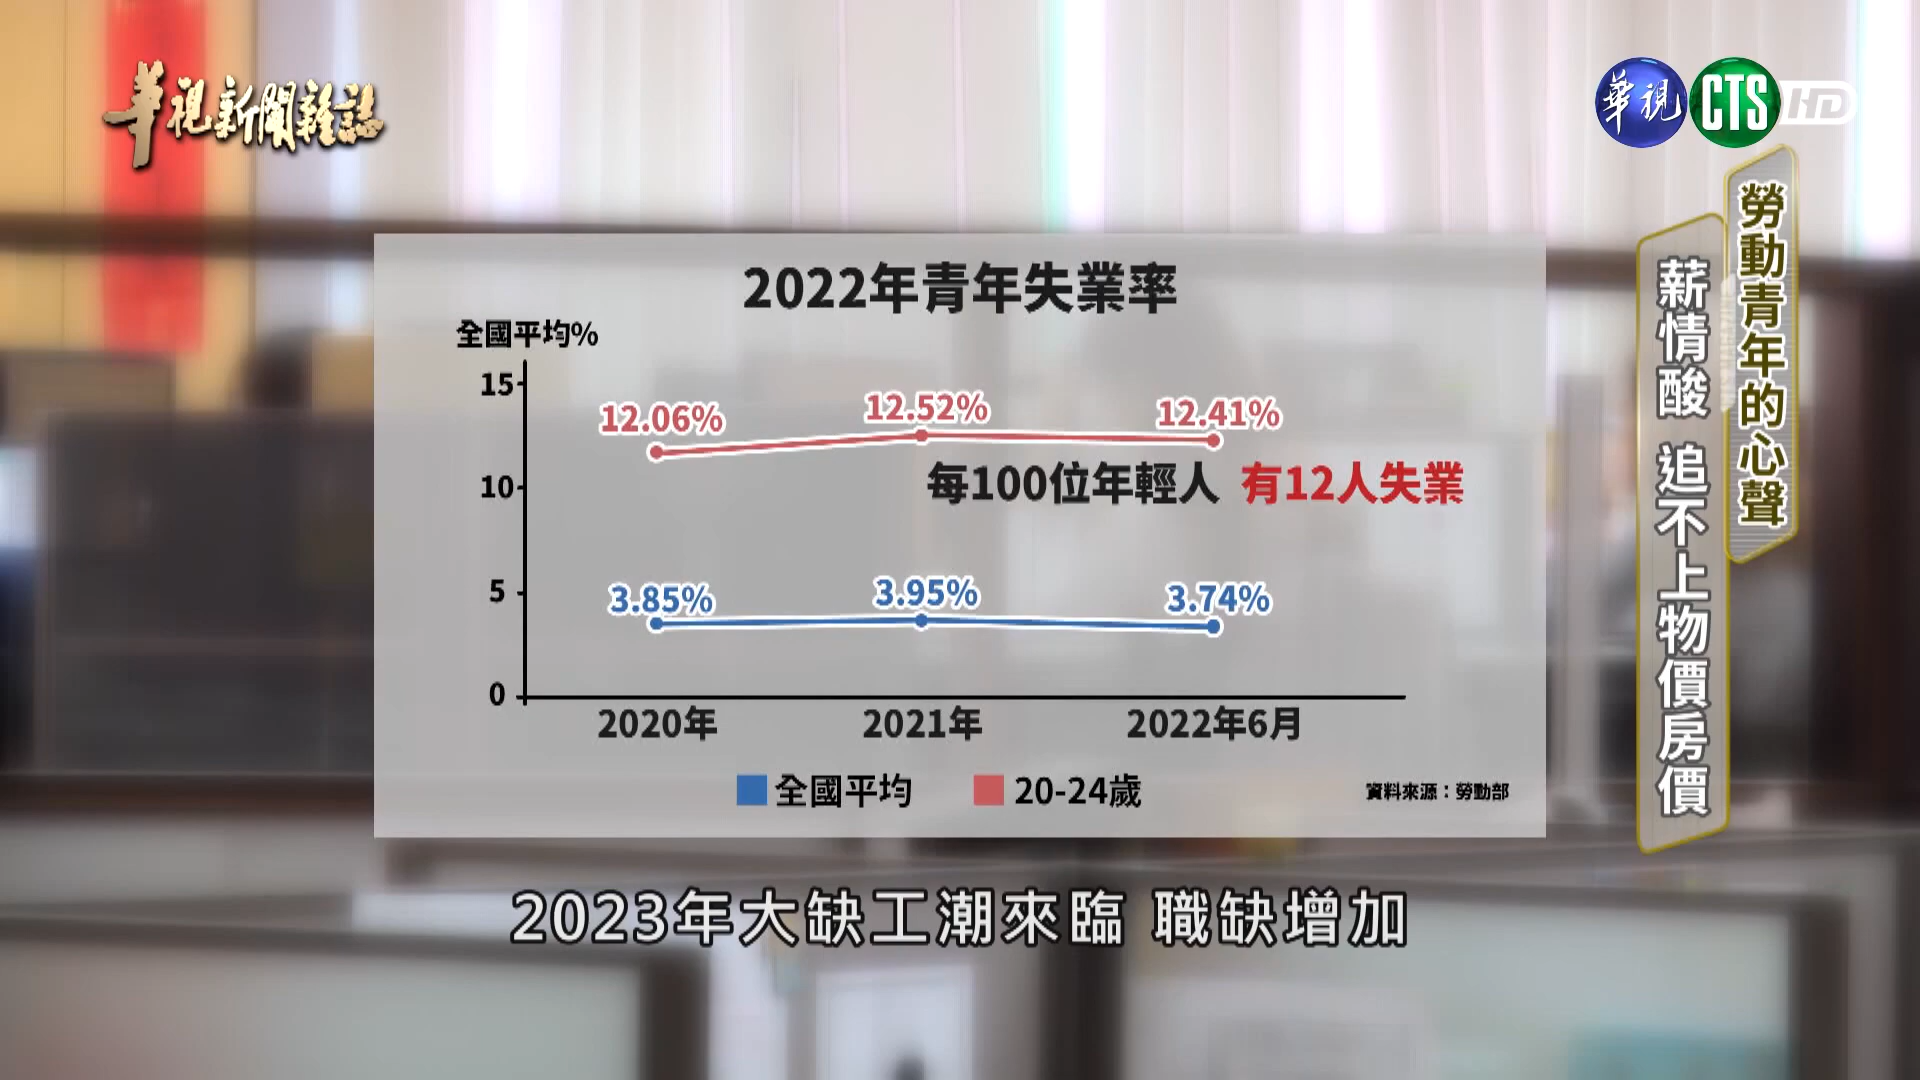 華視新聞雜誌
華視 CTS HD
勞動青年的心聲
薪情酸 追不上物價房價
2022年青年失業率
全國平均%
15
12.06%
12.52%
12.41%
10
每100位年輕人 有12人失業
5
3.85%
3.95%
3.74%
0
2020年
2021年
2022年6月
全國平均
20-24歲
資料來源：勞動部
2023年大缺工潮來臨 職缺增加